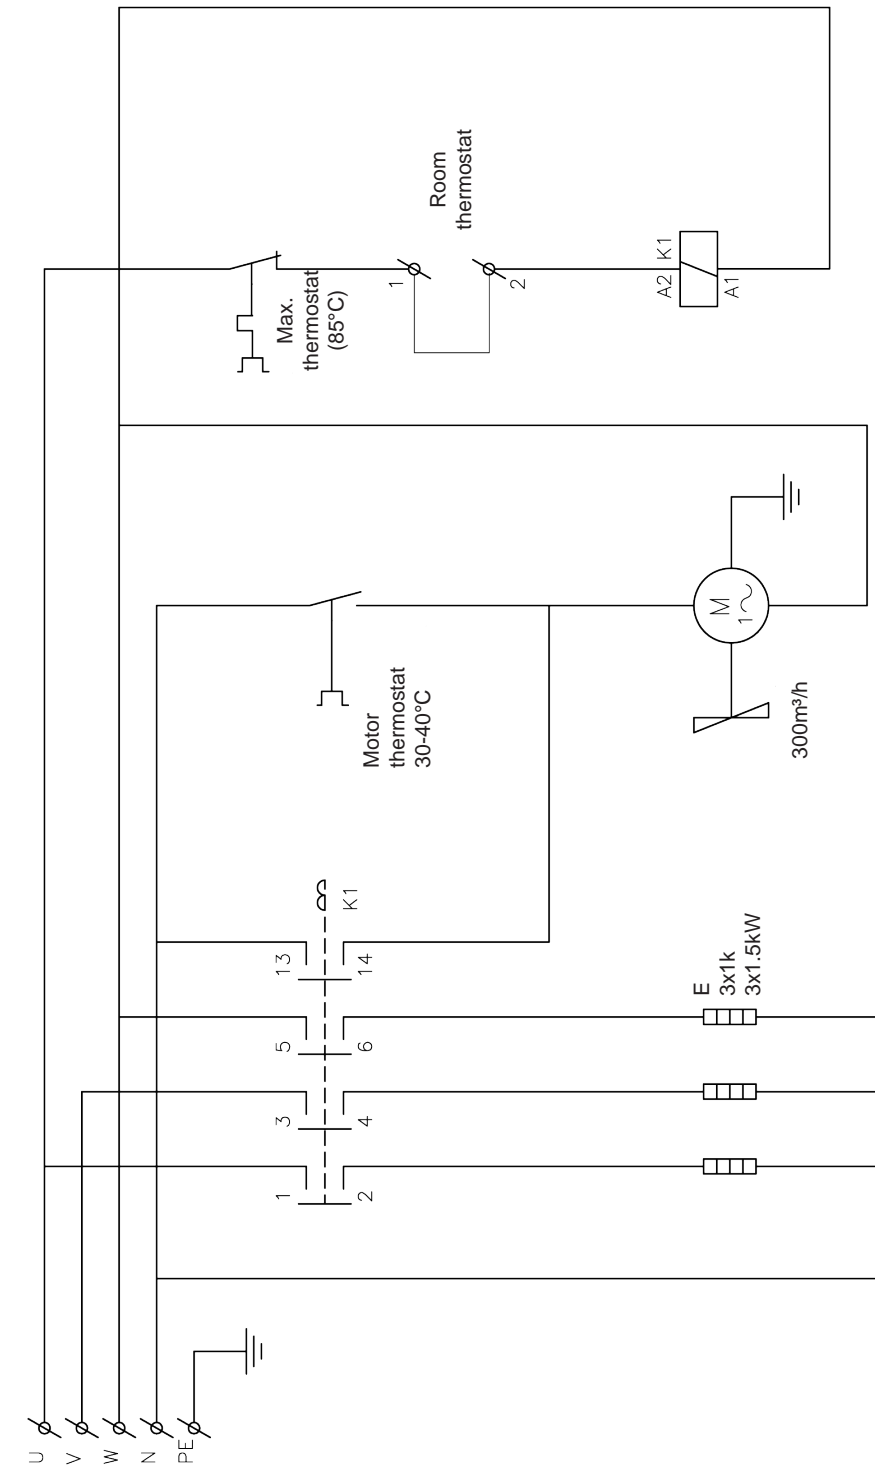 U
V
W
N
PE
1
2
3
4
5
6
13
14
K1
E
3x1k
3x1.5kW
Motor
thermostat
30-40°C
M
1~
300m³/h
Max.
thermostat
(85°C)
1
2
Room
thermostat
A2
K1
A1